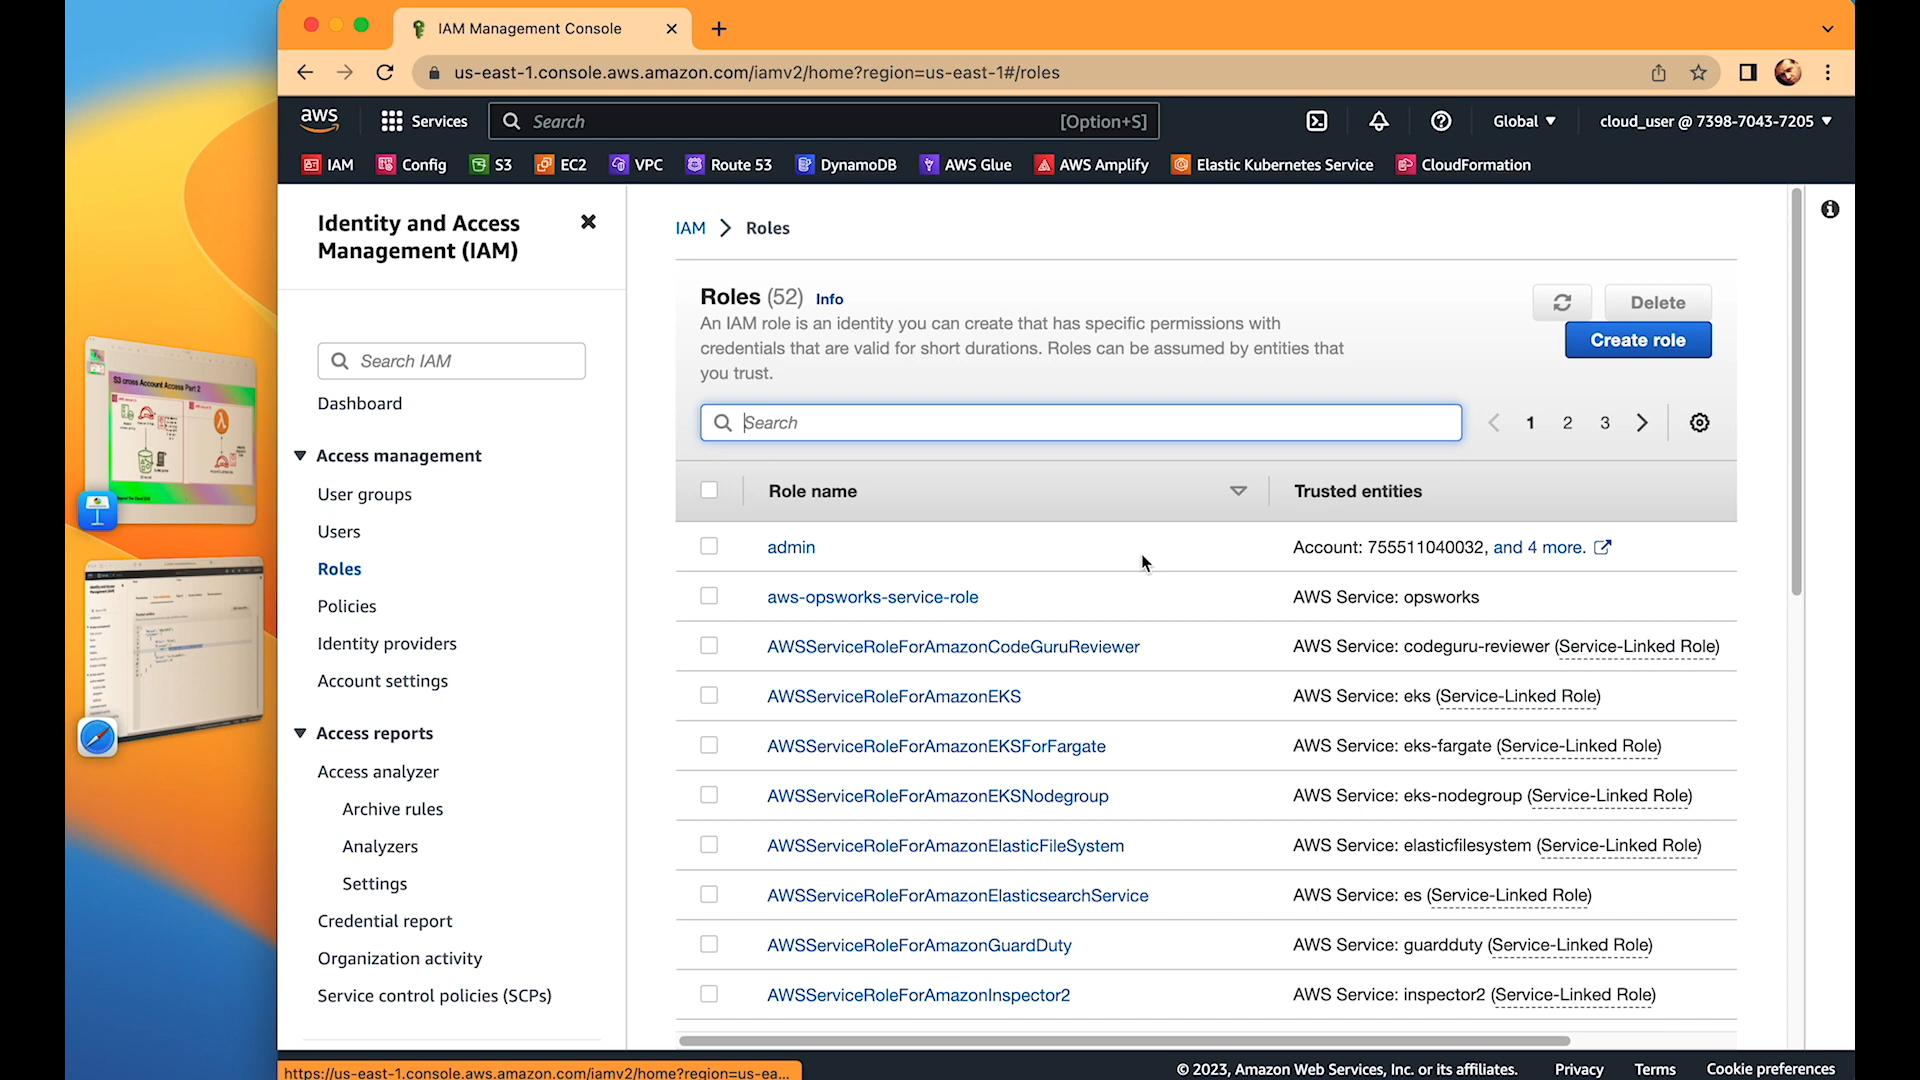 IAM Management Console
us-east-1.console.aws.amazon.com/iamv2/home?region=us-east-1#/roles
aws
Services
Search
[Option+S]
Global
cloud_user @ 7398-7043-7205
IAM
Config
S3
EC2
VPC
Route 53
DynamoDB
AWS Glue
AWS Amplify
Elastic Kubernetes Service
CloudFormation
Identity and Access
Management (IAM)
Search IAM
Dashboard
Access management
User groups
Users
Roles
Policies
Identity providers
Account settings
Access reports
Access analyzer
Archive rules
Analyzers
Settings
Credential report
Organization activity
Service control policies (SCPs)
IAM > Roles
Roles (52) Info
An IAM role is an identity you can create that has specific permissions with
credentials that are valid for short durations. Roles can be assumed by entities that
you trust.
Delete
Create role
Search
1 2 3
Role name
Trusted entities
admin
Account: 755511040032, and 4 more.
aws-opsworks-service-role
AWS Service: opsworks
AWSServiceRoleForAmazonCodeGuruReviewer
AWS Service: codeguru-reviewer (Service-Linked Role)
AWSServiceRoleForAmazonEKS
AWS Service: eks (Service-Linked Role)
AWSServiceRoleForAmazonEKSForFargate
AWS Service: eks-fargate (Service-Linked Role)
AWSServiceRoleForAmazonEKSNodegroup
AWS Service: eks-nodegroup (Service-Linked Role)
AWSServiceRoleForAmazonElasticFileSystem
AWS Service: elasticfilesystem (Service-Linked Role)
AWSServiceRoleForAmazonElasticsearchService
AWS Service: es (Service-Linked Role)
AWSServiceRoleForAmazonGuardDuty
AWS Service: guardduty (Service-Linked Role)
AWSServiceRoleForAmazonInspector2
AWS Service: inspector2 (Service-Linked Role)
https://us-east-1.console.aws.amazon.com/iamv2/home?region=us-ea...
© 2023, Amazon Web Services, Inc. or its affiliates.
Privacy
Terms
Cookie preferences
S3 cross Account Access Part 2